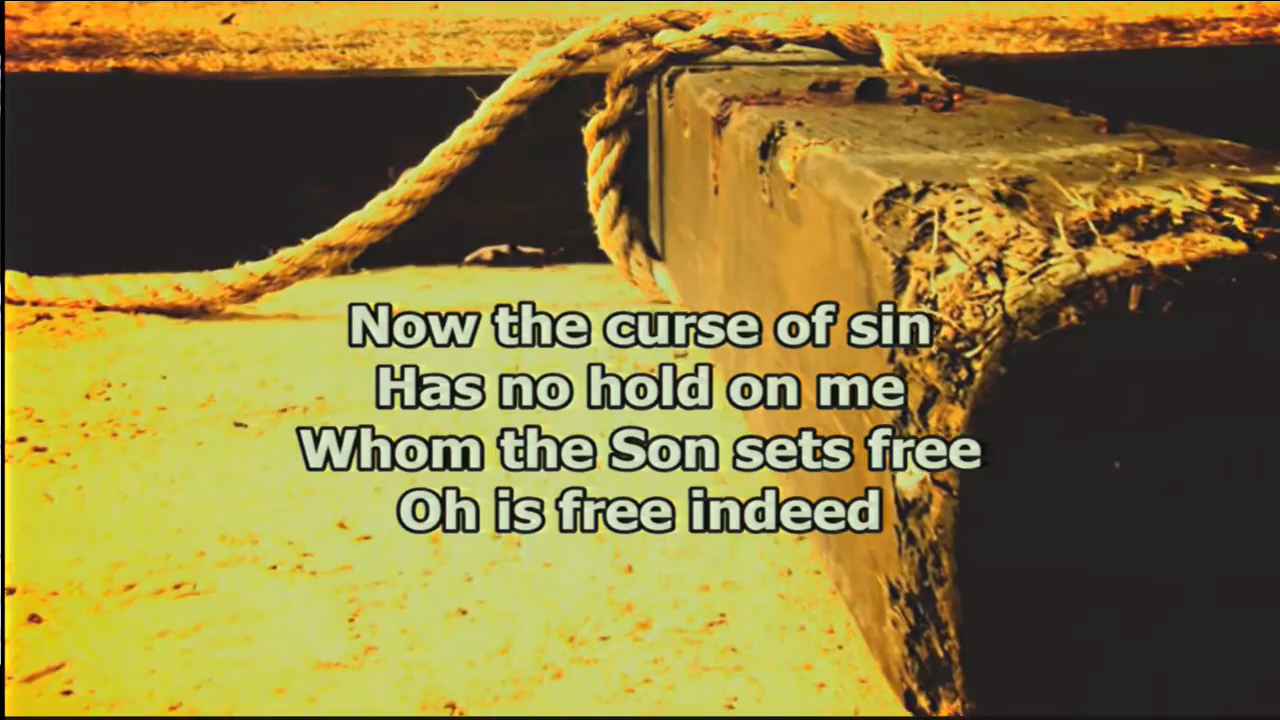 Now the curse of sin
Has no hold on me
Whom the Son sets free
Oh is free indeed